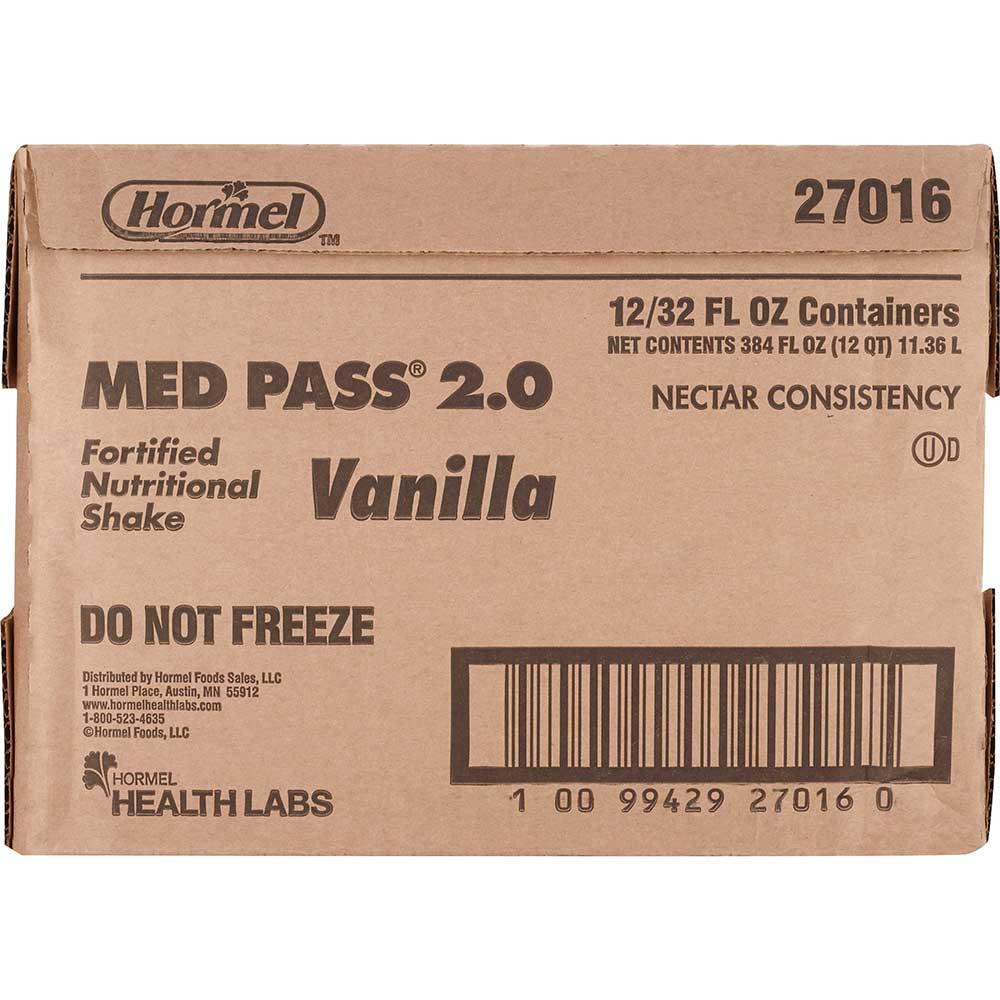 Hormel TM
27016
12/32 FL OZ Containers
NET CONTENTS 384 FL OZ (12 QT) 11.36 L
MED PASS® 2.0
NECTAR CONSISTENCY
Fortified
Nutritional
Shake
Vanilla
U D
DO NOT FREEZE
Distributed by Hormel Foods Sales, LLC
1 Hormel Place, Austin, MN 55912
www.hormelhealthlabs.com
1-800-523-4635
©Hormel Foods, LLC
HORMEL
HEALTH LABS
1 00 99429 27016 0